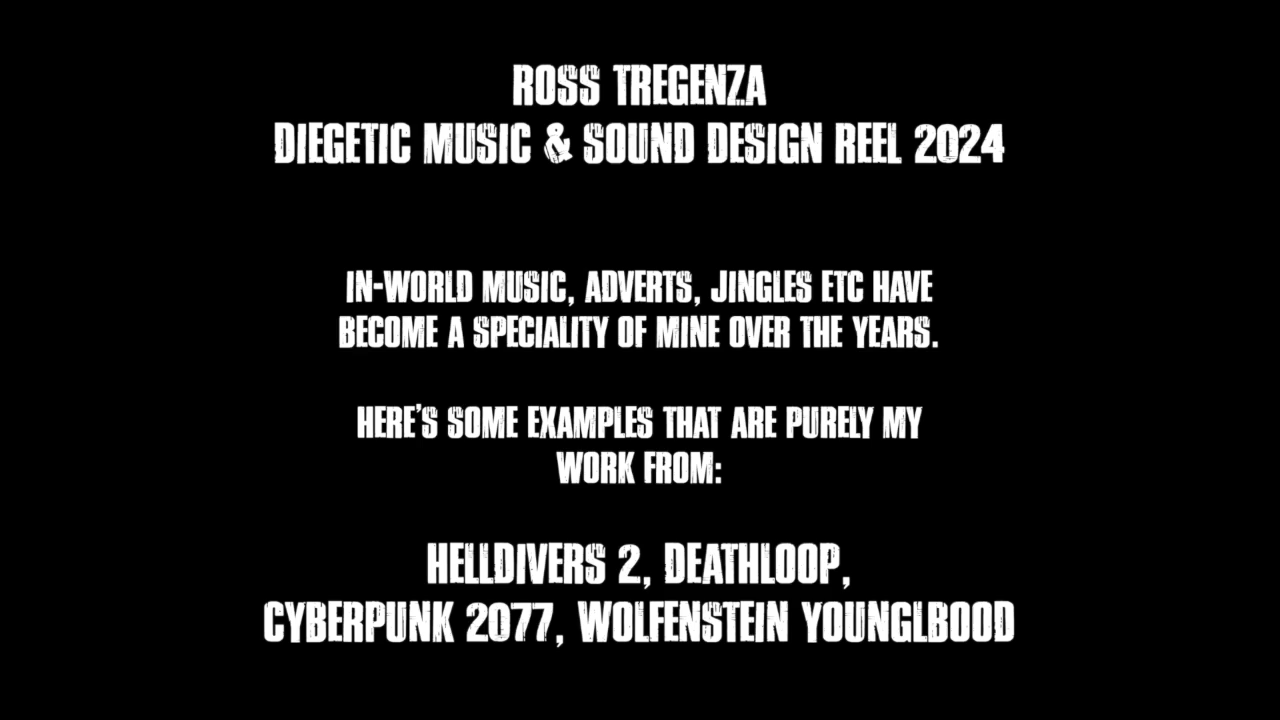 ROSS TREGENZA
DIEGETIC MUSIC & SOUND DESIGN REEL 2024
IN-WORLD MUSIC, ADVERTS, JINGLES ETC HAVE
BECOME A SPECIALITY OF MINE OVER THE YEARS.
HERE'S SOME EXAMPLES THAT ARE PURELY MY
WORK FROM:
HELLDIVERS 2, DEATHLOOP,
CYBERPUNK 2077, WOLFENSTEIN YOUNGLBOOD